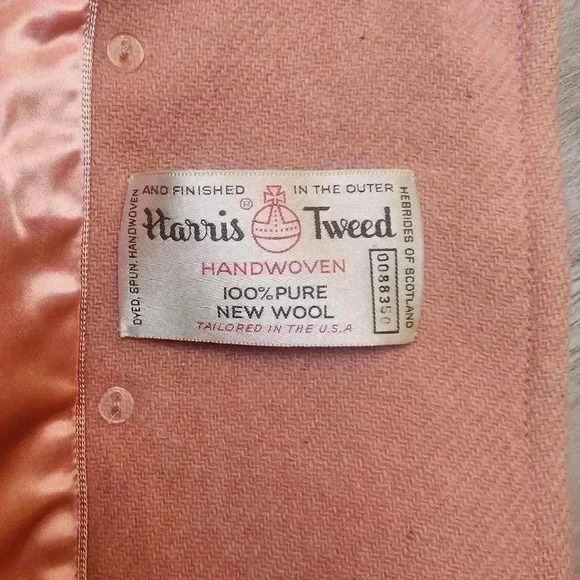 DYED, SPUN, HANDWOVEN
AND FINISHED
IN THE OUTER
HEBRIDES OF SCOTLAND
Harris ® Tweed
HANDWOVEN
100% PURE
NEW WOOL
TAILORED IN THE U.S.A
0088350